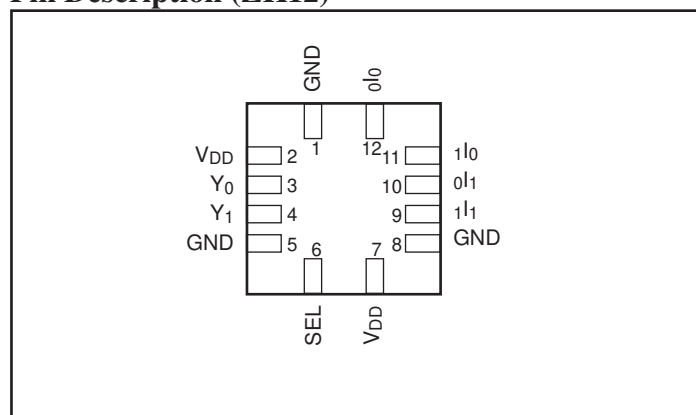 Pin Description
GND
0I0
1
12
VDD 2
11 1I0
Y0 3
10 0I1
Y1 4
9 1I1
GND 5
8 GND
6
7
SEL
VDD